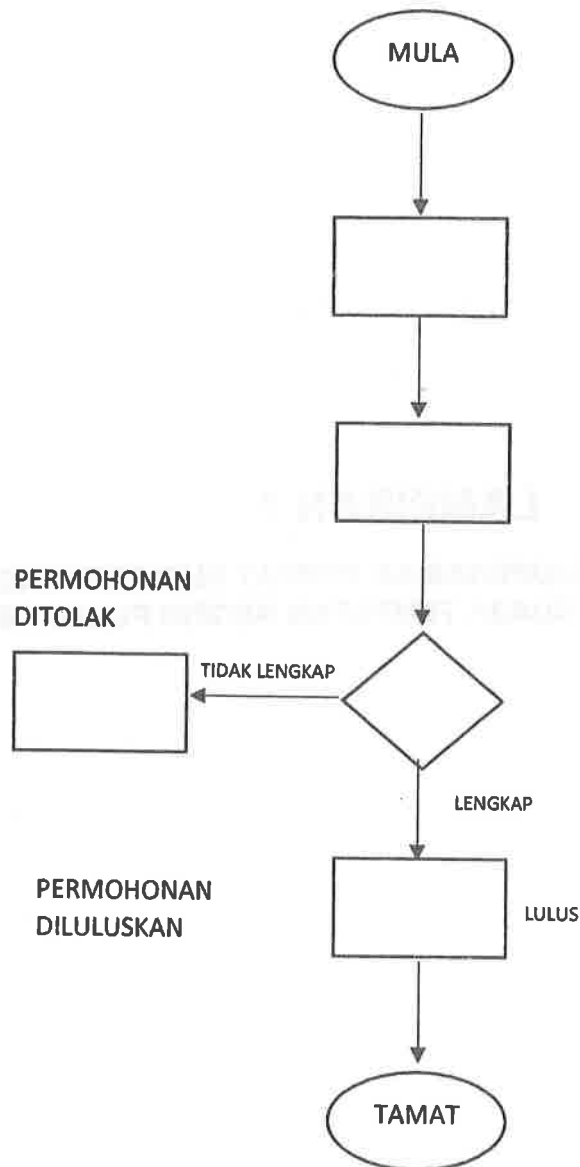 MULA
PERMOHONAN
DITOLAK
TIDAK LENGKAP
LENGKAP
PERMOHONAN
DILULUSKAN
LULUS
TAMAT